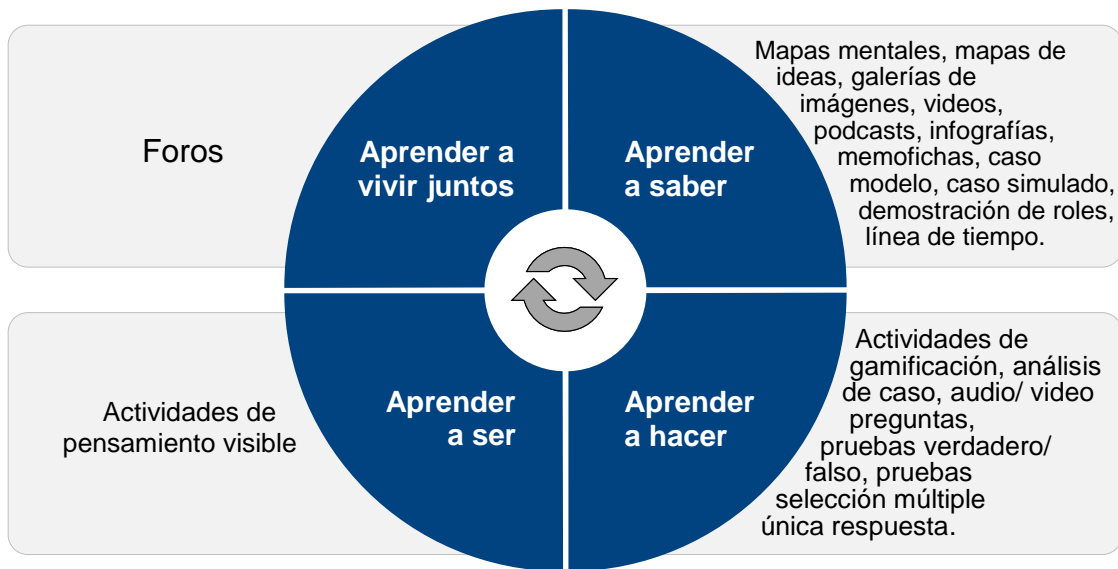 Foros
Aprender a
vivir juntos
Aprender
a saber
Mapas mentales, mapas de
ideas, galerías de
imágenes, videos,
podcasts, infografías,
memofichas, caso
modelo, caso simulado,
demostración de roles,
línea de tiempo.
Actividades de
pensamiento visible
Aprender
a ser
Aprender
a hacer
Actividades de
gamificación, análisis
de caso, audio/ video
preguntas,
pruebas verdadero/
falso, pruebas
selección múltiple
única respuesta.